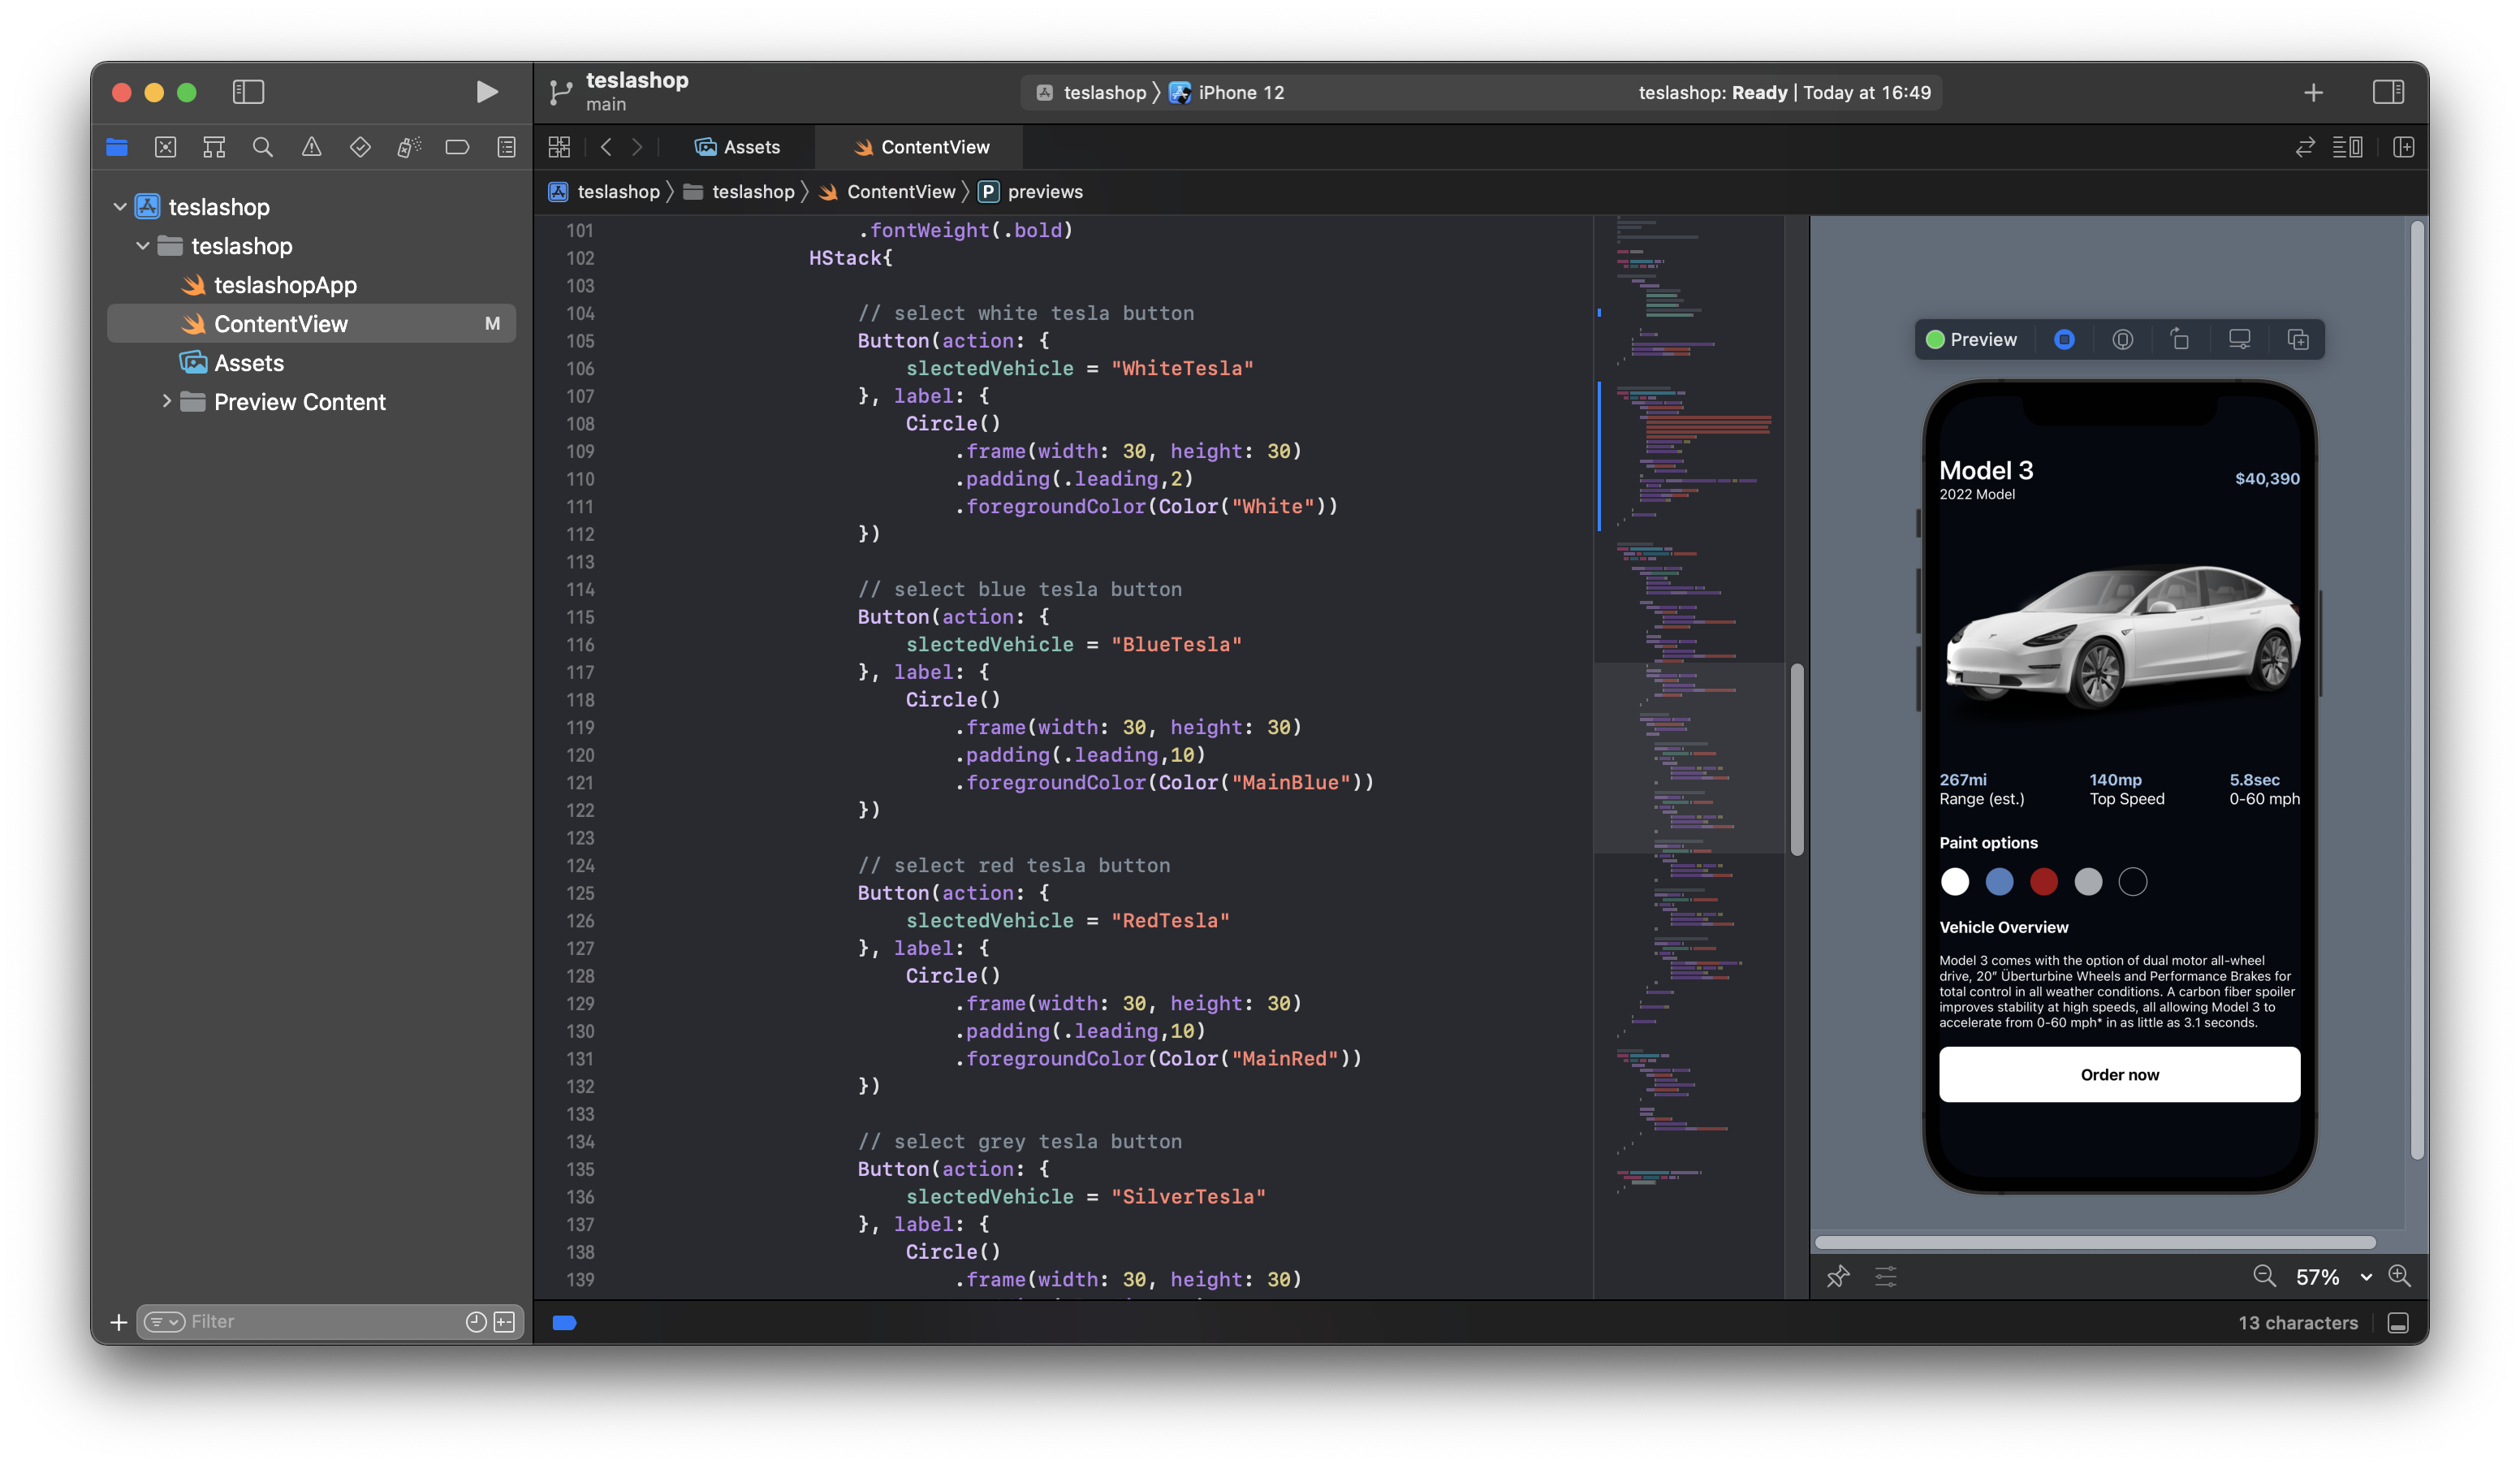 teslashop
main
teslashop 〉 iPhone 12
teslashop: Ready | Today at 16:49
Assets
ContentView
teslashop 〉 teslashop 〉 ContentView 〉 P previews
teslashop
teslashop
teslashopApp
ContentView M
Assets
Preview Content
Filter
101 .fontWeight(.bold)
102 HStack{
103
104 // select white tesla button
105 Button(action: {
106 slectedVehicle = "WhiteTesla"
107 }, label: {
108 Circle()
109 .frame(width: 30, height: 30)
110 .padding(.leading,2)
111 .foregroundColor(Color("White"))
112 })
113
114 // select blue tesla button
115 Button(action: {
116 slectedVehicle = "BlueTesla"
117 }, label: {
118 Circle()
119 .frame(width: 30, height: 30)
120 .padding(.leading,10)
121 .foregroundColor(Color("MainBlue"))
122 })
123
124 // select red tesla button
125 Button(action: {
126 slectedVehicle = "RedTesla"
127 }, label: {
128 Circle()
129 .frame(width: 30, height: 30)
130 .padding(.leading,10)
131 .foregroundColor(Color("MainRed"))
132 })
133
134 // select grey tesla button
135 Button(action: {
136 slectedVehicle = "SilverTesla"
137 }, label: {
138 Circle()
139 .frame(width: 30, height: 30)
Preview
Model 3
$40,390
2022 Model
267mi 140mp 5.8sec
Range (est.) Top Speed 0-60 mph
Paint options
Vehicle Overview
Model 3 comes with the option of dual motor all-wheel
drive, 20” Überturbine Wheels and Performance Brakes for
total control in all weather conditions. A carbon fiber spoiler
improves stability at high speeds, all allowing Model 3 to
accelerate from 0-60 mph* in as little as 3.1 seconds.
Order now
57%
13 characters